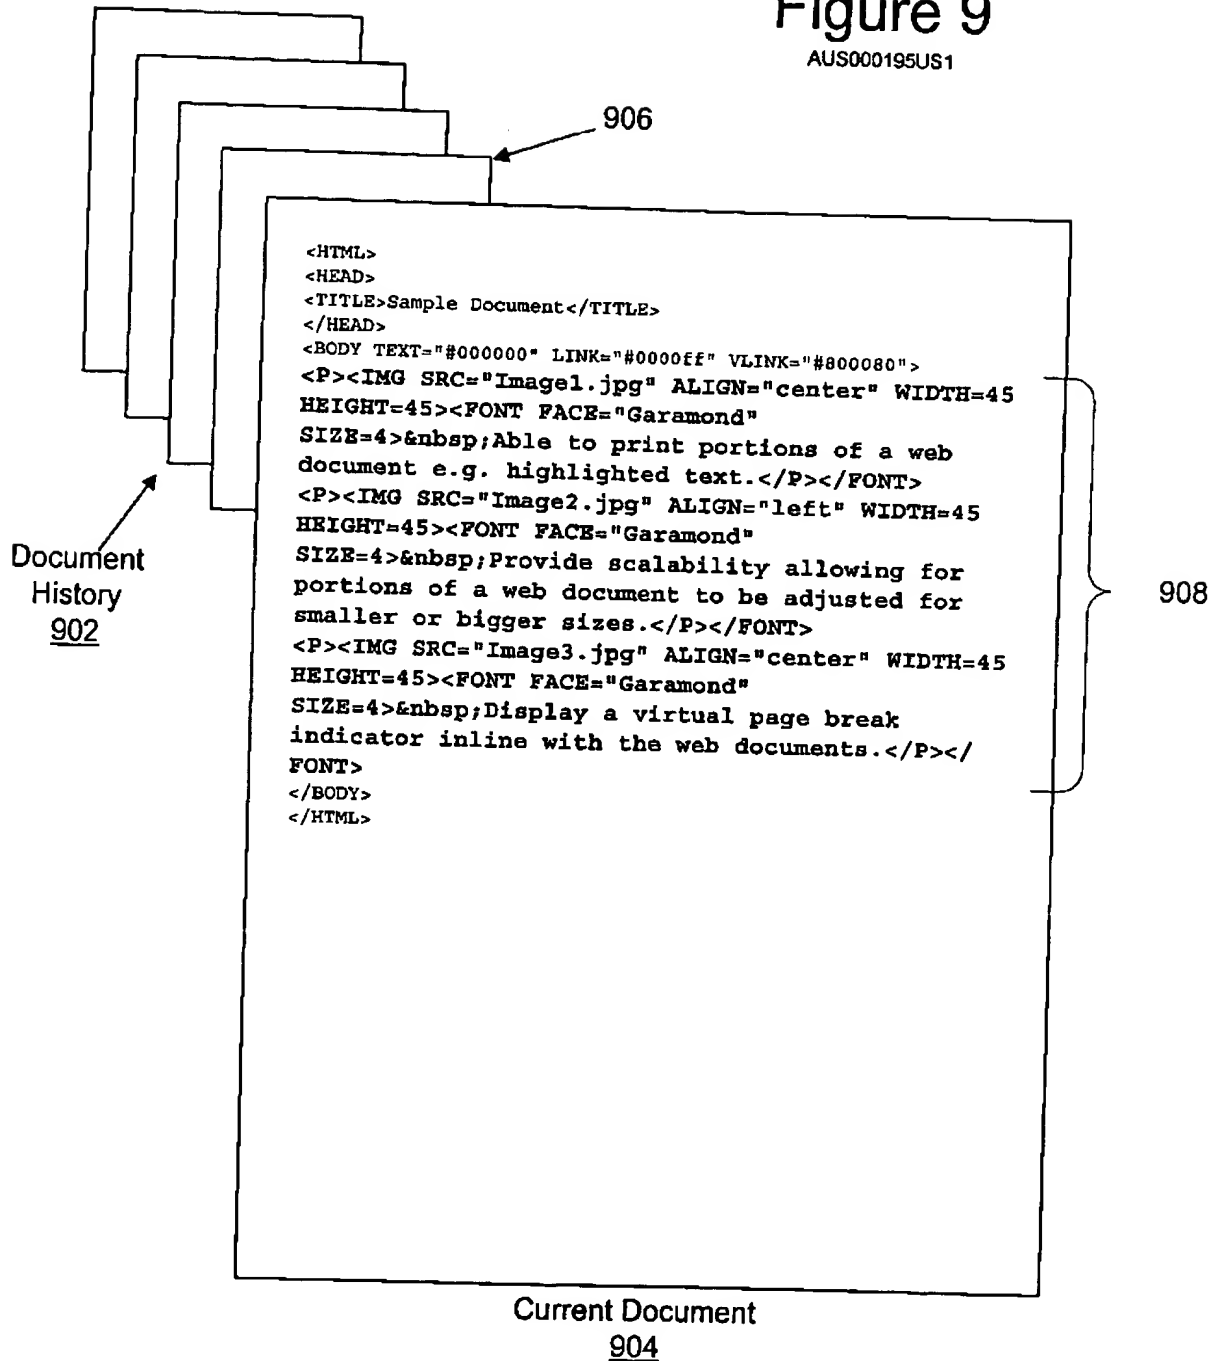 Figure 9
AUS000195US1
906
<HTML>
<HEAD>
<TITLE>Sample Document</TITLE>
</HEAD>
<BODY TEXT="#000000" LINK="#0000ff" VLINK="#800080">
<P><IMG SRC="Image1.jpg" ALIGN="center" WIDTH=45
HEIGHT=45><FONT FACE="Garamond"
SIZE=4>&nbsp;Able to print portions of a web
document e.g. highlighted text.</P></FONT>
<P><IMG SRC="Image2.jpg" ALIGN="left" WIDTH=45
HEIGHT=45><FONT FACE="Garamond"
SIZE=4>&nbsp;Provide scalability allowing for
portions of a web document to be adjusted for
smaller or bigger sizes.</P></FONT>
<P><IMG SRC="Image3.jpg" ALIGN="center" WIDTH=45
HEIGHT=45><FONT FACE="Garamond"
SIZE=4>&nbsp;Display a virtual page break
indicator inline with the web documents.</P></
FONT>
</BODY>
</HTML>
Document
History
902
908
Current Document
904